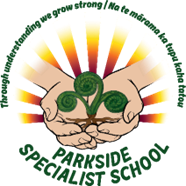 Through understanding we grow strong / Na te mārama ka tupu kaha tatou
PARKSIDE
SPECIALIST SCHOOL